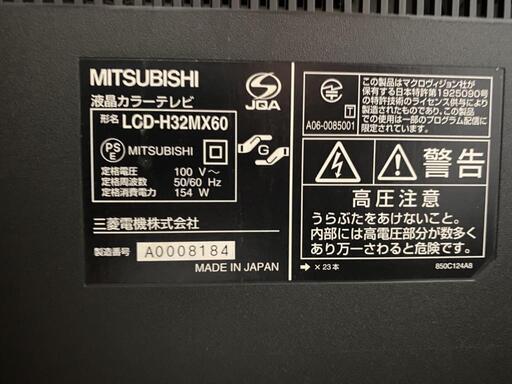 MITSUBISHI
液晶カラーテレビ
形名 LCD-H32MX60
PS
E
MITSUBISHI
定格電圧 100 V～
定格周波数 50/60 Hz
定格消費電力 154 W
三菱電機株式会社
製造番号 A0008184
MADE IN JAPAN
JQA
G
T
A06-0085001
この製品はマクロヴィジョン社が
保有する日本特許第1925090号
の特許技術のライセンス供与により
製造されたものであり、この製品
での使用は一部のプログラム配信に
限られます。
警告
高圧注意
うらぶたをあけないこと。
内部には高電圧部分が数多く
あり万一さわると危険です。
→ ×23本
850C124A8